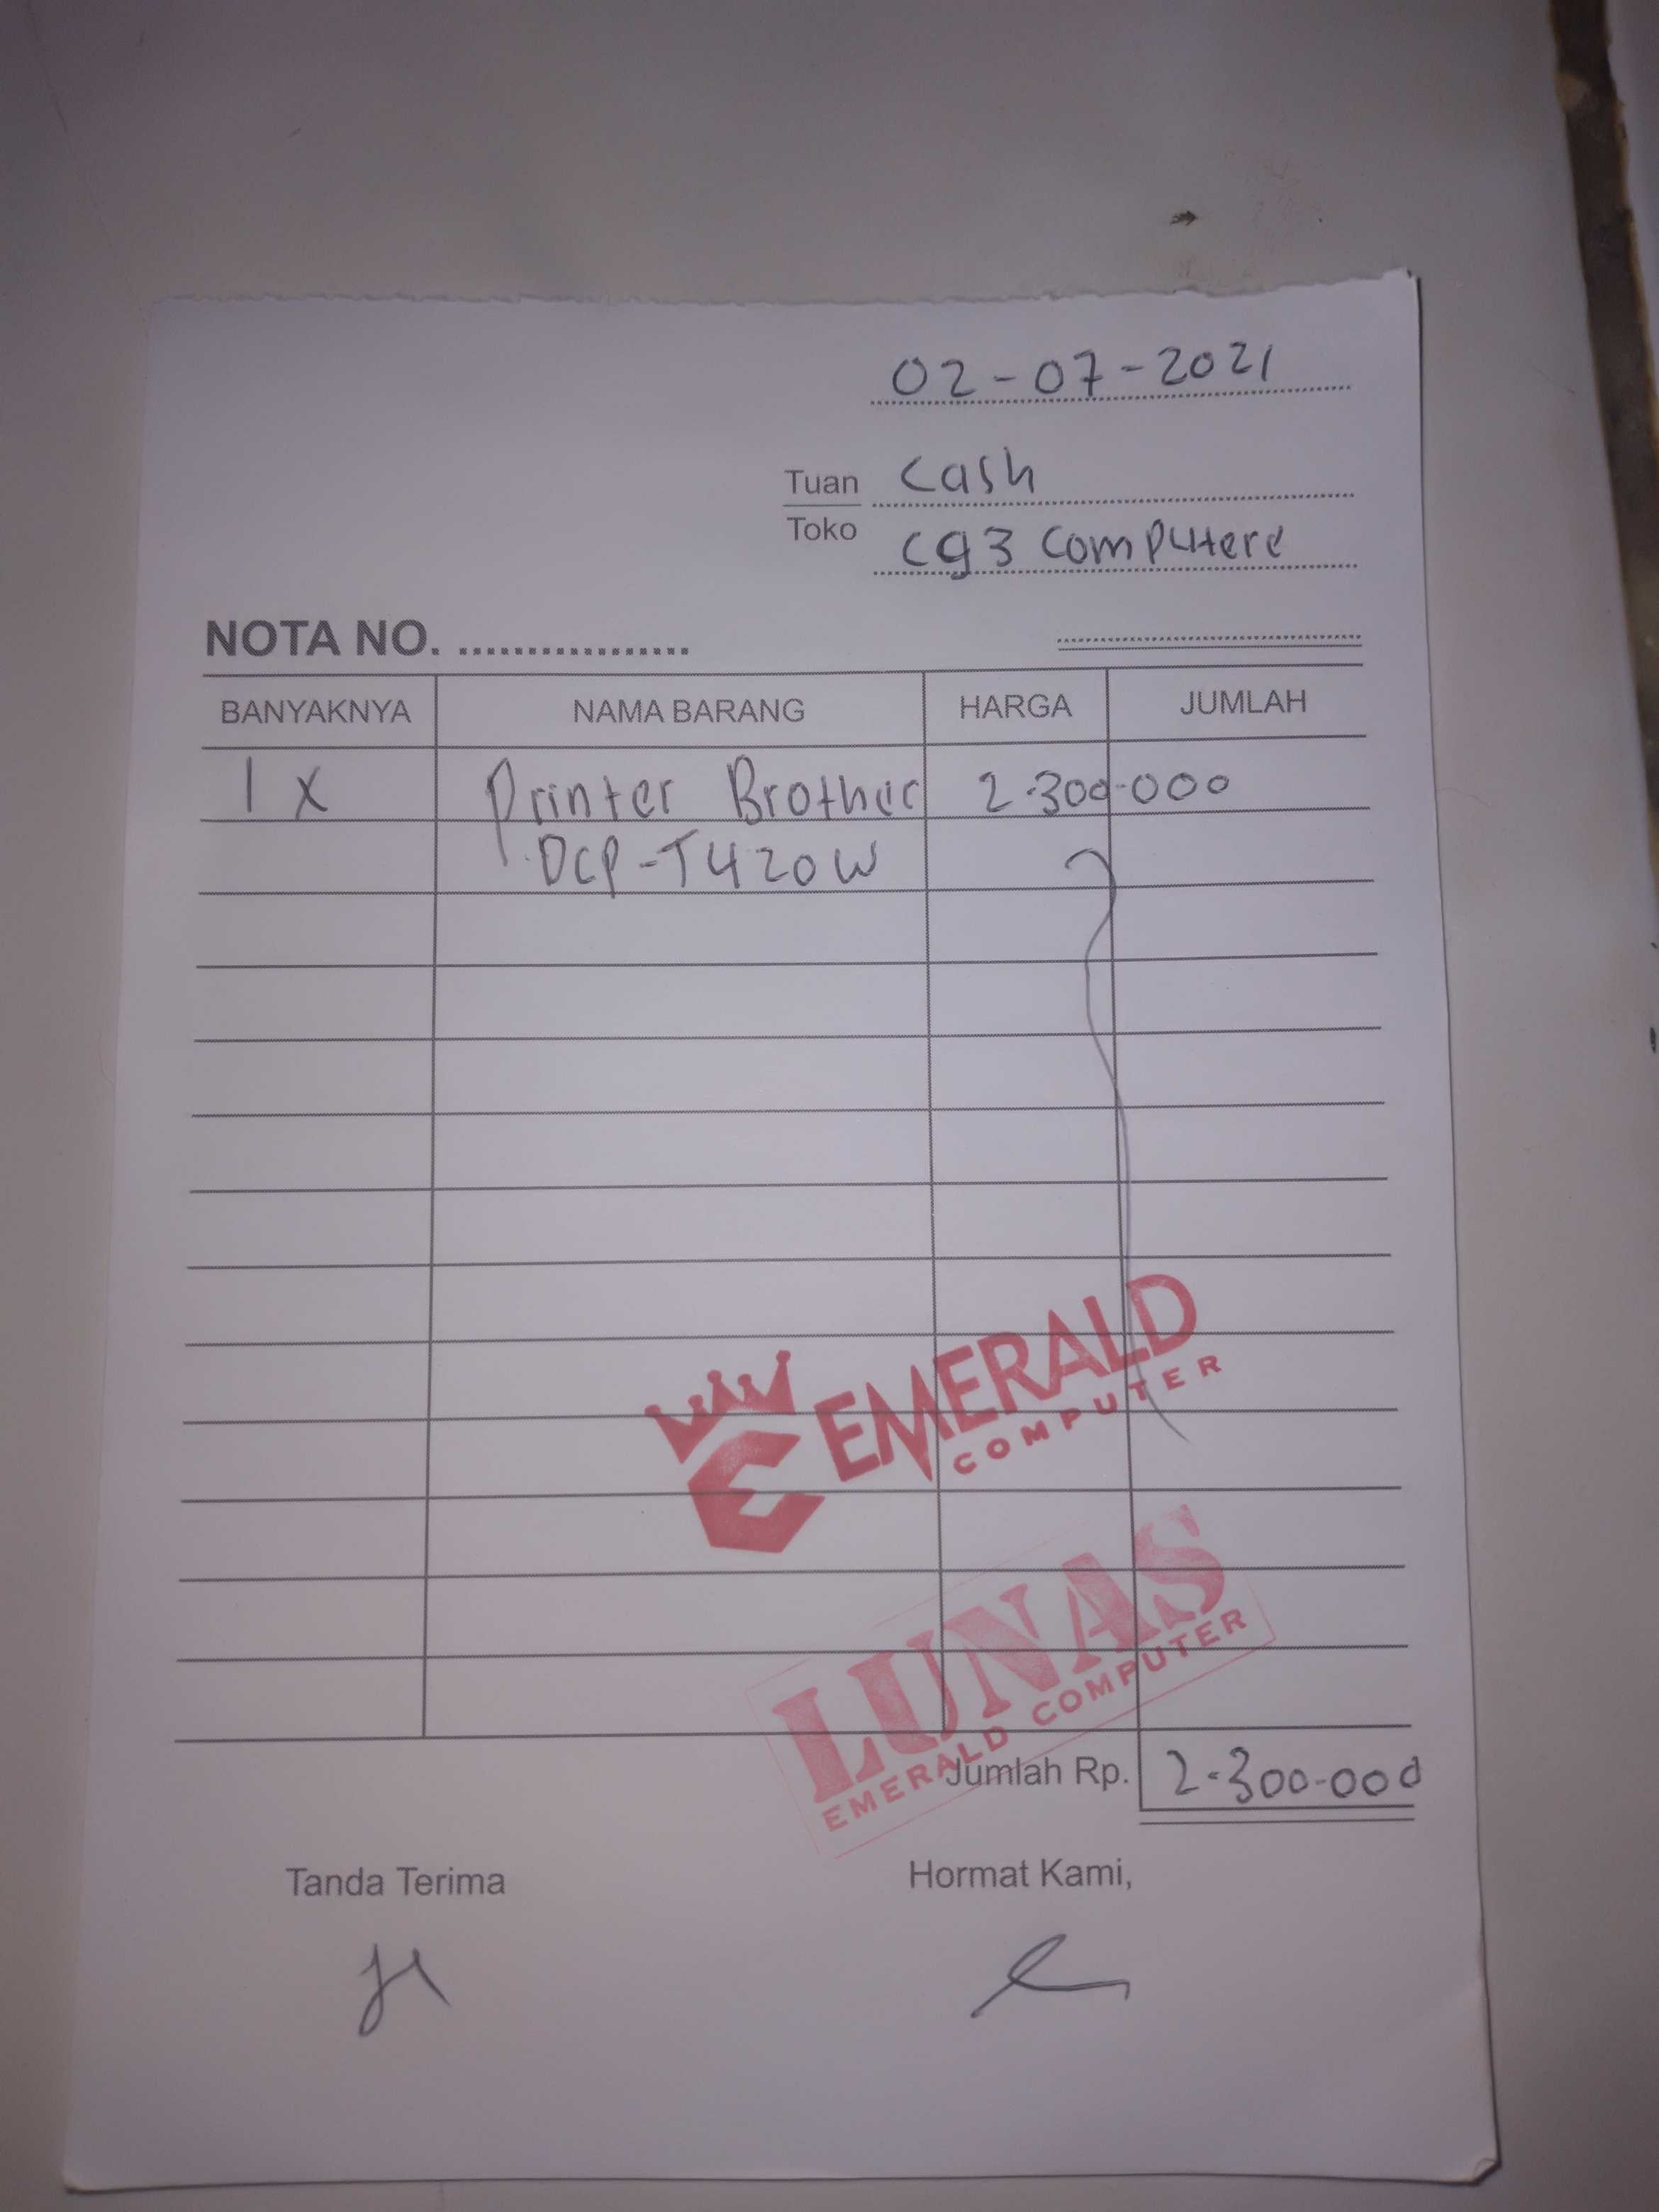 02-07-2021
Tuan Cash
Toko cg3 Computere
NOTA NO. .................
BANYAKNYA NAMA BARANG HARGA JUMLAH
1 x Printer Brother 2.300.000
DCP-T420W
EMERALD
COMPUTER
LUNAS
EMERALD COMPUTER
Jumlah Rp. 2.300.000
Tanda Terima Hormat Kami,